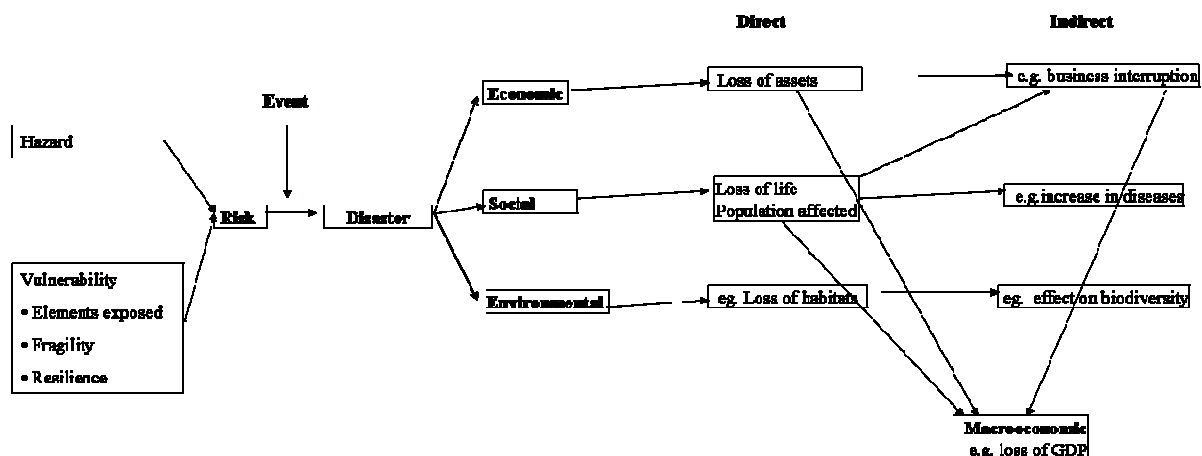 Direct
Indirect
Event
Economic
Loss of assets
e.g. business interruption
Hazard
Risk
Disaster
Social
Loss of life
Population affected
e.g.increase in diseases
Vulnerability
• Elements exposed
• Fragility
• Resilience
Environmental
eg. Loss of habitats
eg. effect on biodiversity
Macroeconomic
e.g. loss of GDP